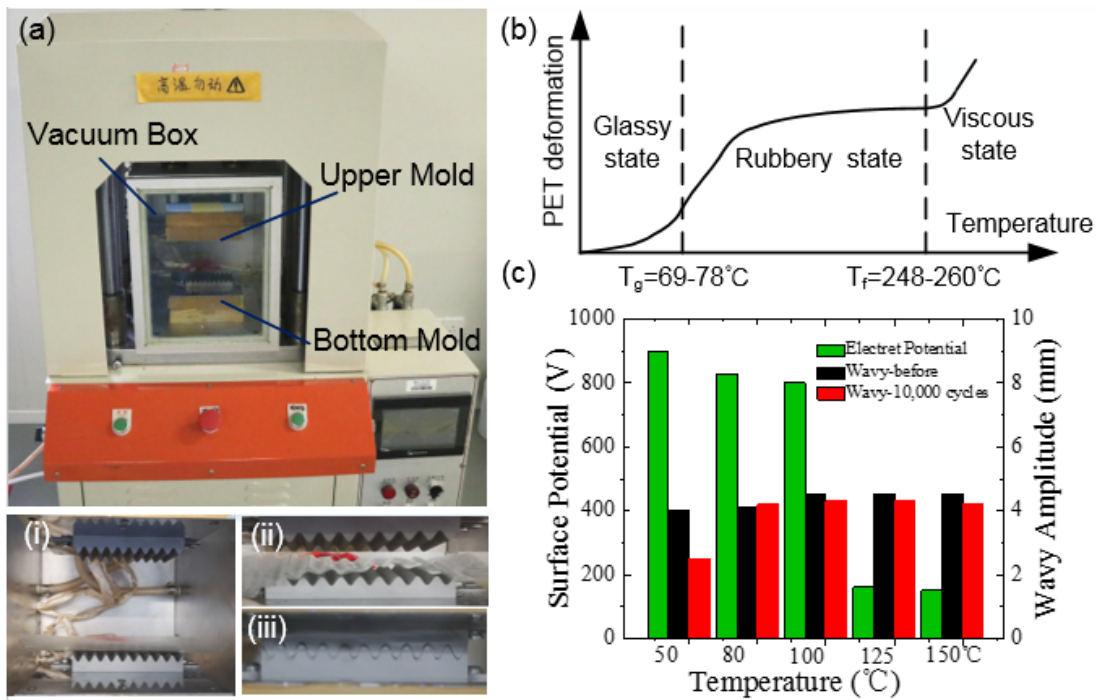 (a)
高温勿动
Vacuum Box
Upper Mold
Bottom Mold
(i)
(ii)
(iii)
(b)
PET deformation
Glassy
state
Rubbery state
Viscous
state
Temperature
Tg=69-78°C
Tf=248-260°C
(c)
Surface Potential (V)
1000
800
600
400
200
0
Electret Potential
Wavy-before
Wavy-10,000 cycles
10
8
6
4
2
0
Wavy Amplitude (mm)
50 80 100 125 150℃
Temperature (℃)